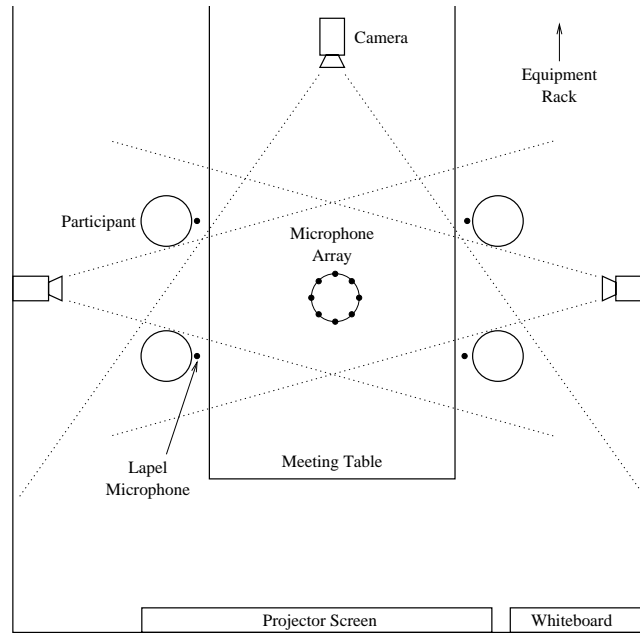 Camera
Equipment
Rack
Participant
Microphone
Array
Lapel
Microphone
Meeting Table
Projector Screen
Whiteboard